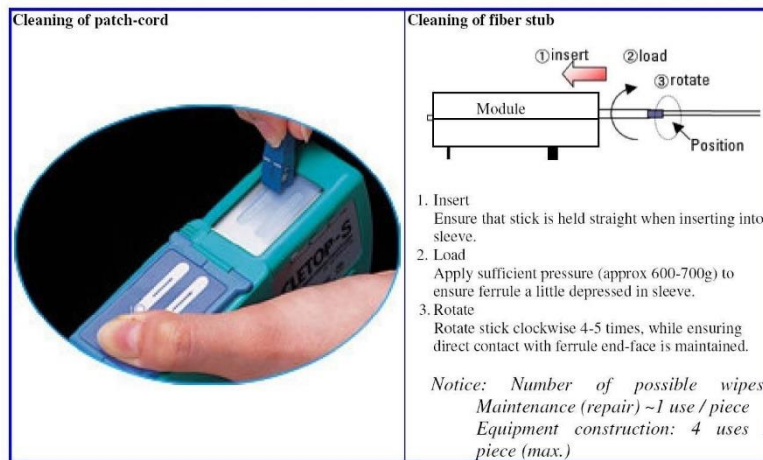 Cleaning of patch-cord
CLETOP-S
Cleaning of fiber stub
①insert ②load
③rotate
Module
Position
1. Insert
Ensure that stick is held straight when inserting into
sleeve.
2. Load
Apply sufficient pressure (approx 600-700g) to
ensure ferrule a little depressed in sleeve.
3. Rotate
Rotate stick clockwise 4-5 times, while ensuring
direct contact with ferrule end-face is maintained.
Notice: Number of possible wipes
Maintenance (repair) ~1 use / piece
Equipment construction: 4 uses
piece (max.)